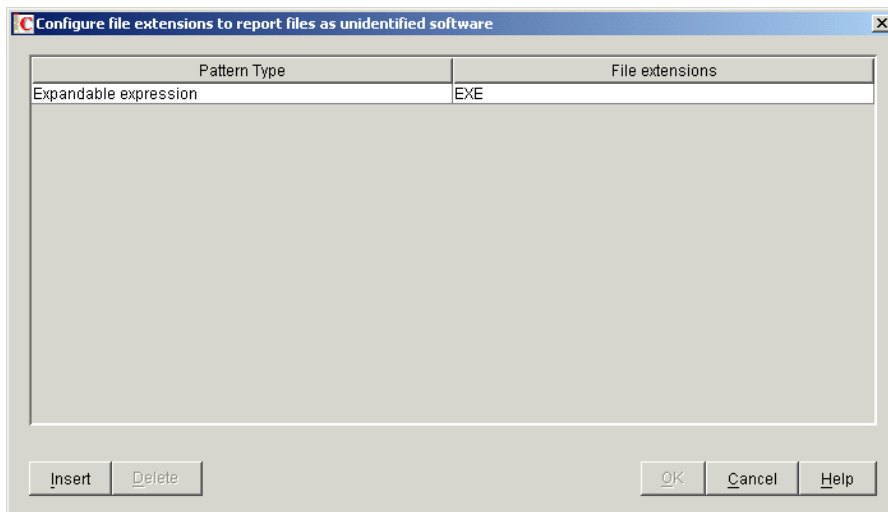 Configure file extensions to report files as unidentified software
Pattern Type File extensions
Expandable expression EXE
Insert Delete OK Cancel Help